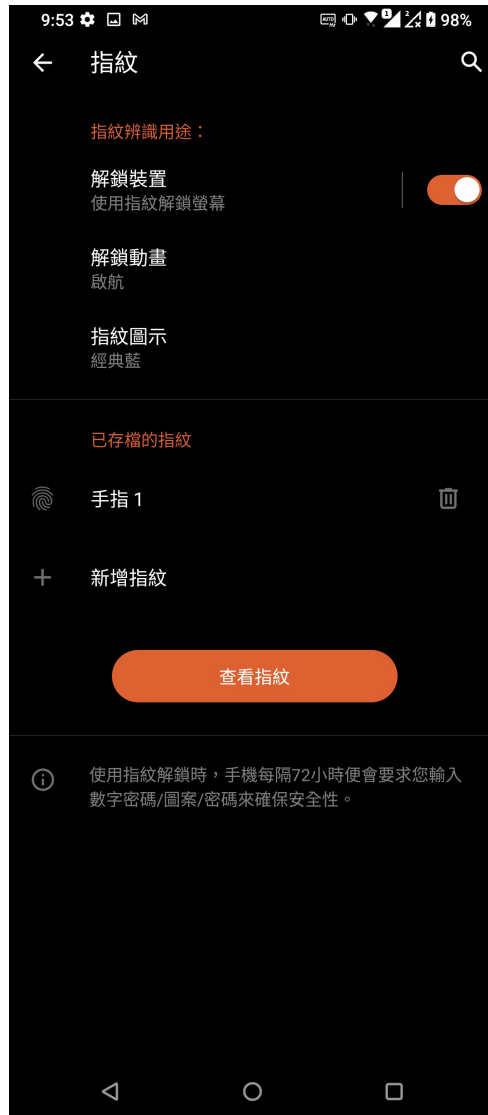 9:53 98%
指紋
指紋辨識用途：
解鎖裝置
使用指紋解鎖螢幕
解鎖動畫
啟航
指紋圖示
經典藍
已存檔的指紋
手指 1
新增指紋
查看指紋
使用指紋解鎖時，手機每隔72小時便會要求您輸入
數字密碼/圖案/密碼來確保安全性。